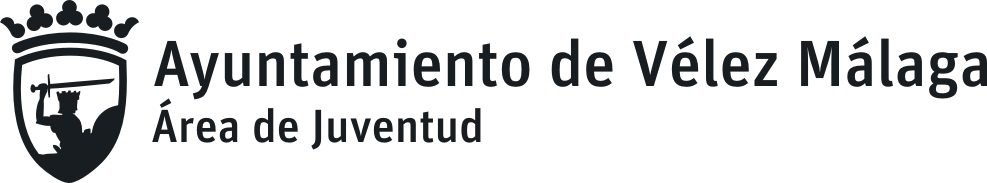 Ayuntamiento de Vélez Málaga
Área de Juventud